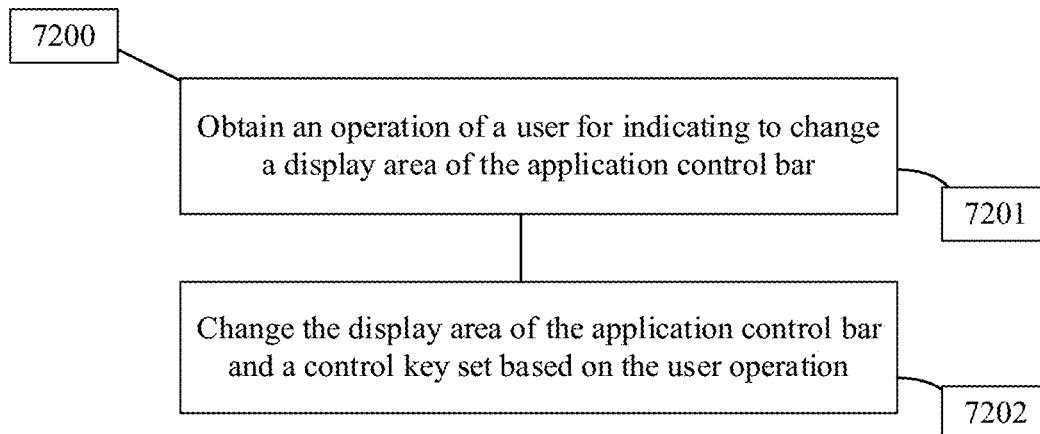 7200
Obtain an operation of a user for indicating to change
a display area of the application control bar
7201
Change the display area of the application control bar
and a control key set based on the user operation
7202